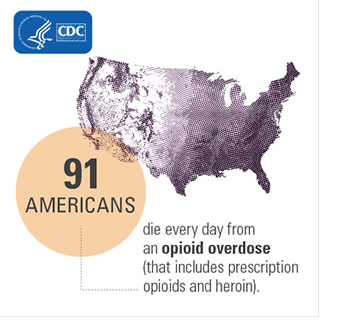 CDC
91
AMERICANS
die every day from
an opioid overdose
(that includes prescription
opioids and heroin).